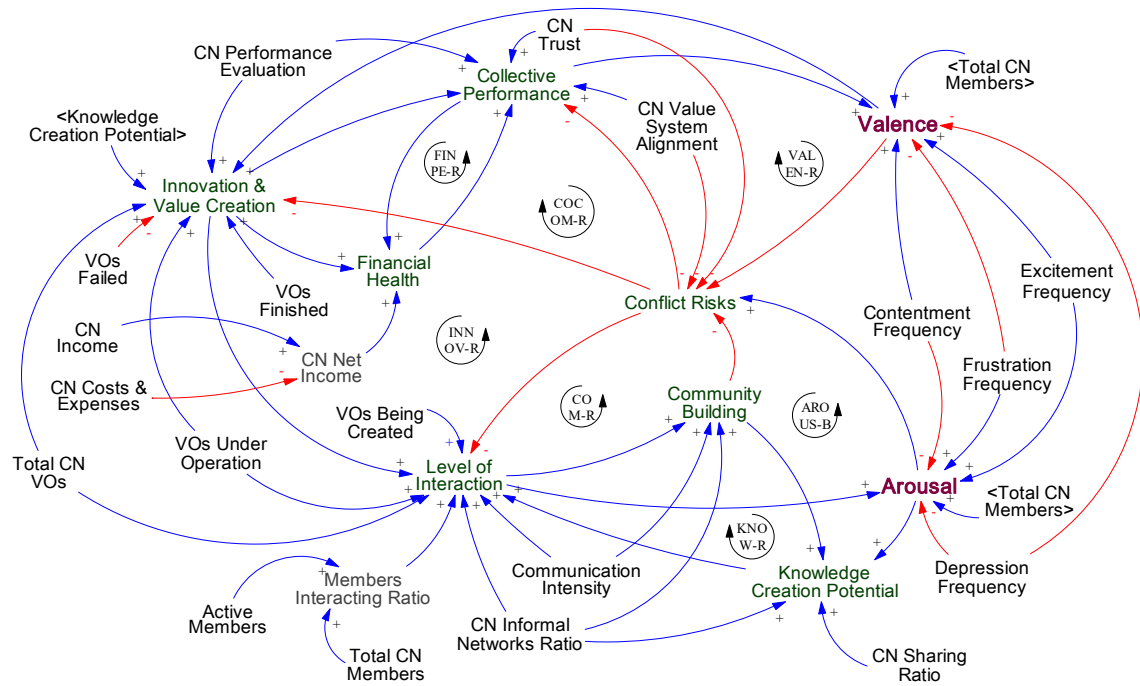 CN
Trust
CN Performance
Evaluation
Collective
Performance
<Total CN
Members>
<Knowledge
Creation Potential>
CN Value
System
Alignment
Valence
FIN
PE-R
VAL
EN-R
Innovation &
Value Creation
COC
OM-R
VOs
Failed
VOs
Finished
Financial
Health
Conflict Risks
Excitement
Frequency
Contentment
Frequency
CN
Income
INN
OV-R
CN Net
Income
Frustration
Frequency
CN Costs &
Expenses
Community
Building
CO
M-R
ARO
US-B
VOs Being
Created
Total CN
VOs
VOs Under
Operation
Level of
Interaction
Arousal
<Total CN
Members>
KNO
W-R
Members
Interacting Ratio
Communication
Intensity
Knowledge
Creation Potential
Depression
Frequency
Active
Members
CN Informal
Networks Ratio
Total CN
Members
CN Sharing
Ratio